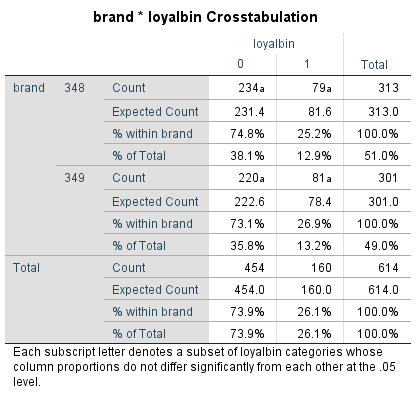 brand * loyalbin Crosstabulation
loyalbin
0 1 Total
brand 348 Count 234a 79a 313
Expected Count 231.4 81.6 313.0
% within brand 74.8% 25.2% 100.0%
% of Total 38.1% 12.9% 51.0%
349 Count 220a 81a 301
Expected Count 222.6 78.4 301.0
% within brand 73.1% 26.9% 100.0%
% of Total 35.8% 13.2% 49.0%
Total Count 454 160 614
Expected Count 454.0 160.0 614.0
% within brand 73.9% 26.1% 100.0%
% of Total 73.9% 26.1% 100.0%
Each subscript letter denotes a subset of loyalbin categories whose
column proportions do not differ significantly from each other at the .05
level.